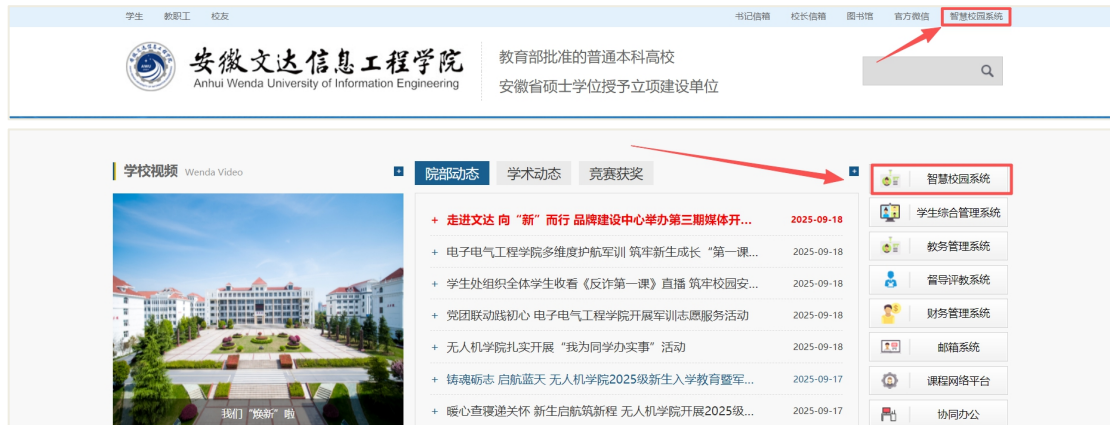 学生 教职工 校友 书记信箱 校长信箱 图书馆 官方微信 智慧校园系统
安徽文达信息工程学院
Anhui Wenda University of Information Engineering
教育部批准的普通本科高校
安徽省硕士学位授予立项建设单位
学校视频 Wenda Video
院部动态 学术动态 竞赛获奖
+ 走进文达 向“新”而行 品牌建设中心举办第三期媒体开... 2025-09-18
+ 电子电气工程学院多维度护航军训 筑牢新生成长“第一课... 2025-09-18
+ 学生处组织全体学生收看《反诈第一课》直播 筑牢校园安... 2025-09-18
+ 党团联动践初心 电子电气工程学院开展军训志愿服务活动 2025-09-18
+ 无人机学院扎实开展“我为同学办实事”活动 2025-09-18
+ 铸魂砺志 启航蓝天 无人机学院2025级新生入学教育暨军... 2025-09-17
+ 暖心查寝递关怀 新生启航筑新程 无人机学院开展2025级... 2025-09-17
我们“焕新”啦
智慧校园系统
学生综合管理系统
教务管理系统
督导评教系统
财务管理系统
邮箱系统
课程网络平台
协同办公